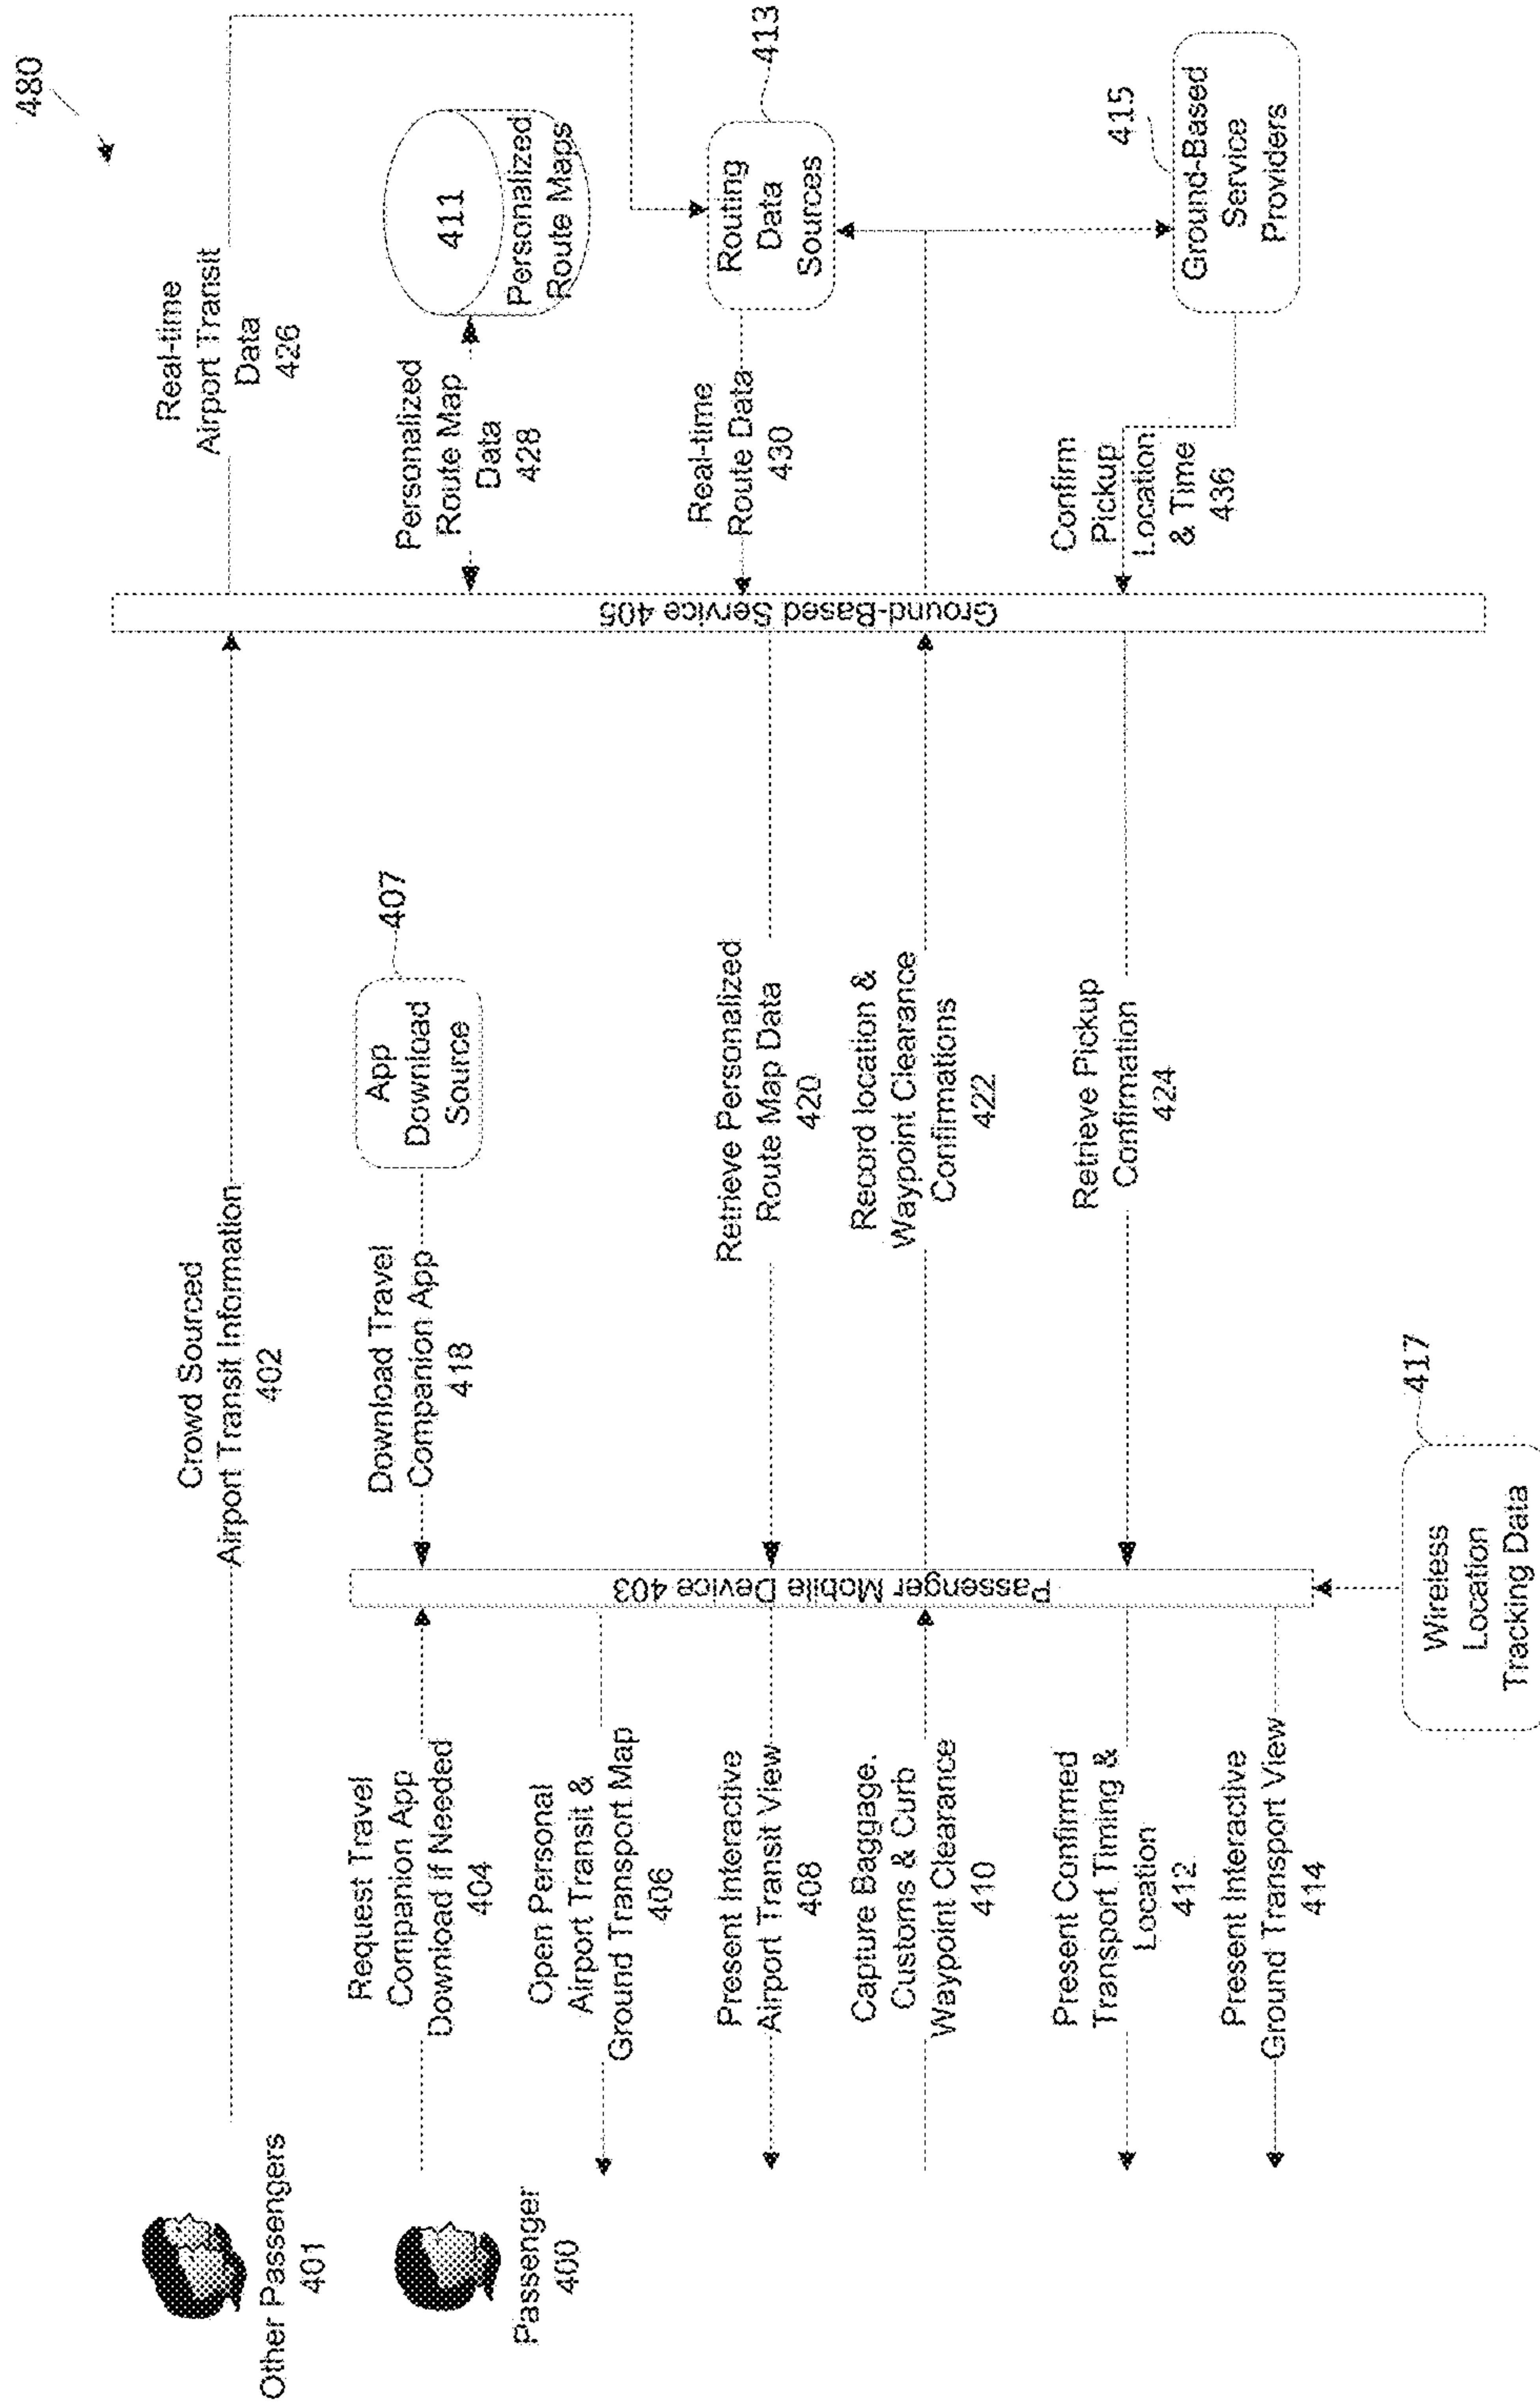 480
Other Passengers
401
Crowd Sourced
Airport Transit Information
402
Real-time
Airport Transit
Data
426
Passenger
400
Request Travel
Companion App
Download If Needed
404
Download Travel
Companion App
418
App
Download
Source
407
Personalized
Route Map
Data
428
411
Personalized
Route Maps
Open Personal
Airport Transit &
Ground Transport Map
406
Present Interactive
Airport Transit View
408
Retrieve Personalized
Route Map Data
420
Real-time
Route Data
430
Routing
Data
Sources
413
Capture Baggage.
Customs & Curb
Waypoint Clearance
410
Record location &
Waypoint Clearance
Confirmations
422
Present Confirmed
Transport Timing &
Location
412
Retrieve Pickup
Confirmation
424
Confirm
Pickup
Location
& Time
436
Ground-Based
Service
Providers
415
Present Interactive
Ground Transport View
414
Passenger Mobile Device 403
Ground-Based Service 405
Wireless
Location
Tracking Data
417